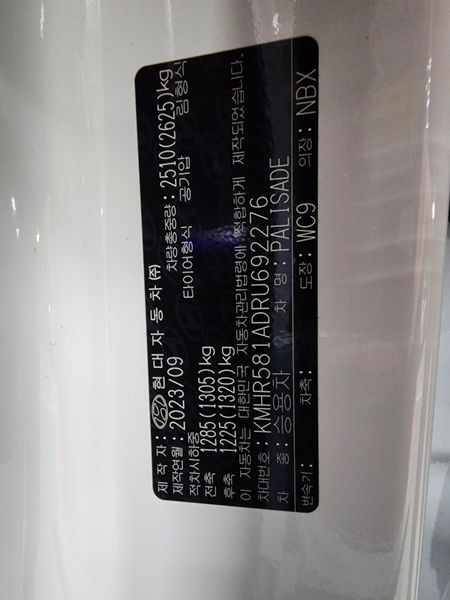 제 작 자: HYUNDAI 현 대 자 동 차 ㈜
제작연월: 2023/09 차량총중량: 2510(2625)kg
적차시하중 타이어형식 공기압 림형식
전축 1285(1305)kg
후축 1225(1320)kg
이 자동차는 대한민국 자동차관리법령에 적합하게 제작되었습니다.
차대번호: KMHR581ADRU692276
차 종: 승용차 차 명: PALISADE
변속기: 차축: 도장: WC9 의장: NBX